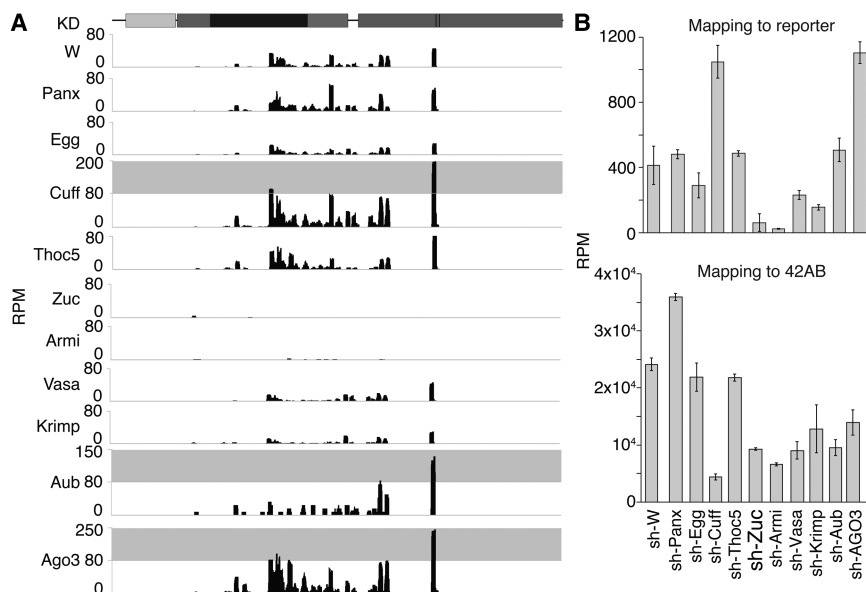 A
KD
W
80
0
Panx
80
0
Egg
80
0
200
Cuff 80
0
Thoc5
80
0
Zuc
80
0
Armi
80
0
Vasa
80
0
Krimp
80
0
150
Aub 80
0
250
Ago3 80
0
RPM
B
Mapping to reporter
1200
800
400
0
RPM
Mapping to 42AB
4x10⁴
3x10⁴
2x10⁴
10⁴
0
sh-W
sh-Panx
sh-Egg
sh-Cuff
sh-Thoc5
sh-Zuc
sh-Armi
sh-Vasa
sh-Krimp
sh-Aub
sh-AGO3